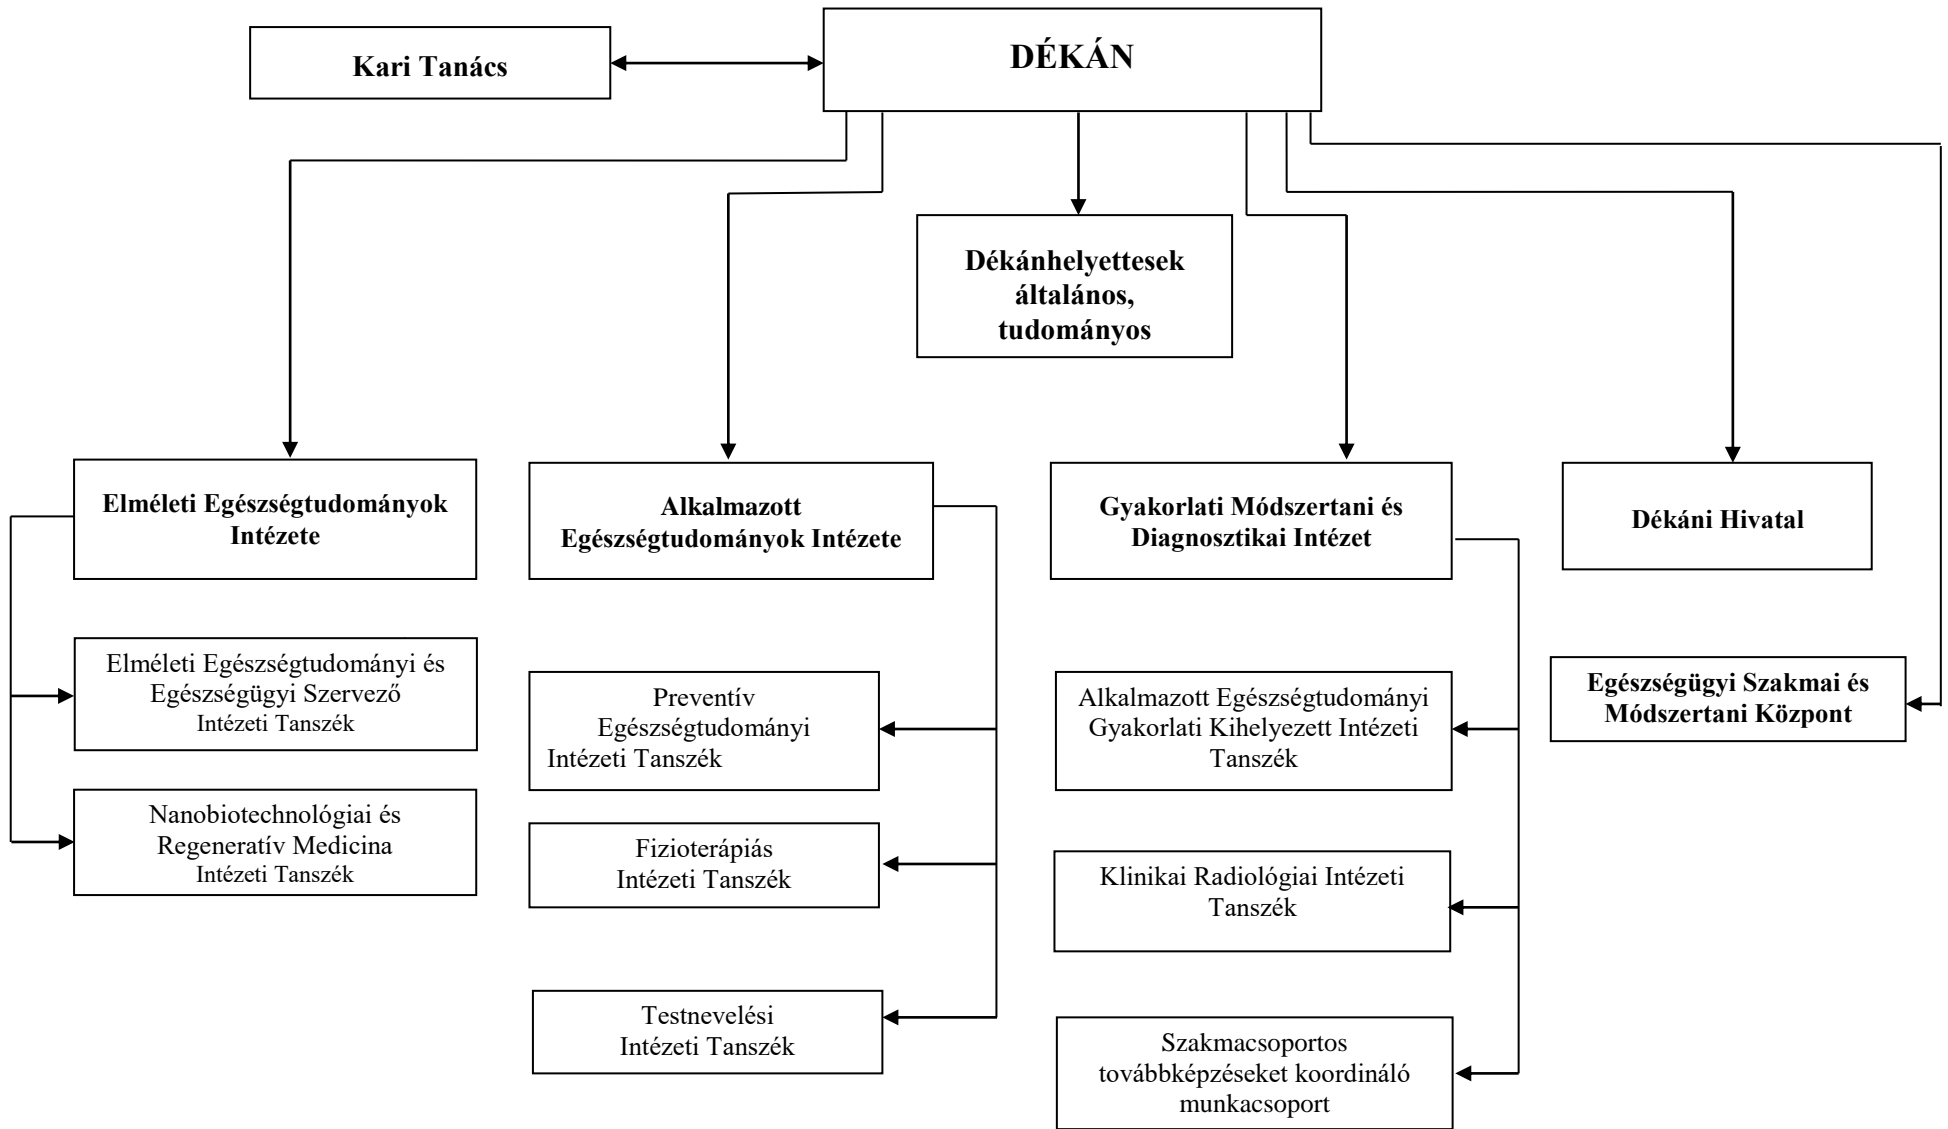 Kari Tanács
DÉKÁN
Dékánhelyettesek
általános,
tudományos
Elméleti Egészségtudományok
Intézete
Alkalmazott
Egészségtudományok Intézete
Gyakorlati Módszertani és
Diagnosztikai Intézet
Dékáni Hivatal
Elméleti Egészségtudományi és
Egészségügyi Szervező
Intézeti Tanszék
Nanobiotechnológiai és
Regeneratív Medicina
Intézeti Tanszék
Preventív
Egészségtudományi
Intézeti Tanszék
Fizioterápiás
Intézeti Tanszék
Testnevelési
Intézeti Tanszék
Alkalmazott Egészségtudományi
Gyakorlati Kihelyezett Intézeti
Tanszék
Klinikai Radiológiai Intézeti
Tanszék
Szakmacsoportos
továbbképzéseket koordináló
munkacsoport
Egészségügyi Szakmai és
Módszertani Központ